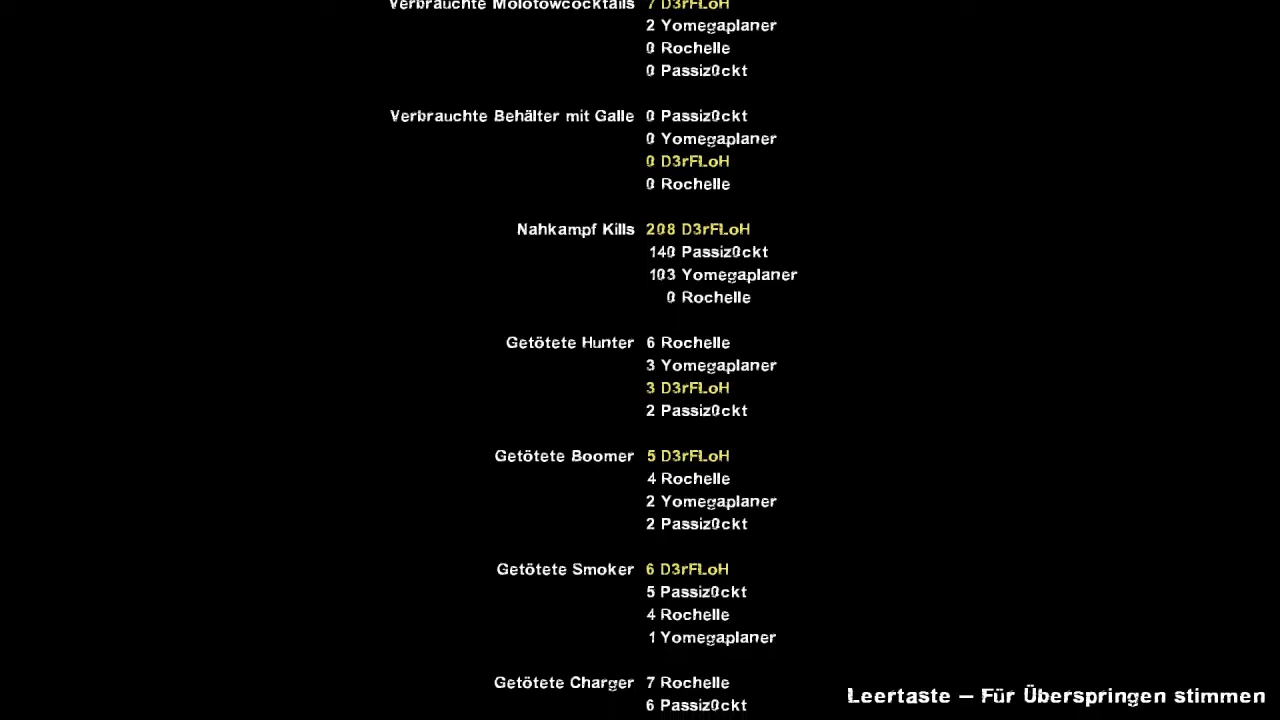 Verbrauchte Molotowcocktails 7 D3rFLoH
2 Yomegaplaner
0 Rochelle
0 Passiz0ckt
Verbrauchte Behälter mit Galle 0 Passiz0ckt
0 Yomegaplaner
0 D3rFLoH
0 Rochelle
Nahkampf Kills 208 D3rFLoH
140 Passiz0ckt
103 Yomegaplaner
0 Rochelle
Getötete Hunter 6 Rochelle
3 Yomegaplaner
3 D3rFLoH
2 Passiz0ckt
Getötete Boomer 5 D3rFLoH
4 Rochelle
2 Yomegaplaner
2 Passiz0ckt
Getötete Smoker 6 D3rFLoH
5 Passiz0ckt
4 Rochelle
1 Yomegaplaner
Getötete Charger 7 Rochelle
6 Passiz0ckt
Leertaste – Für Überspringen stimmen